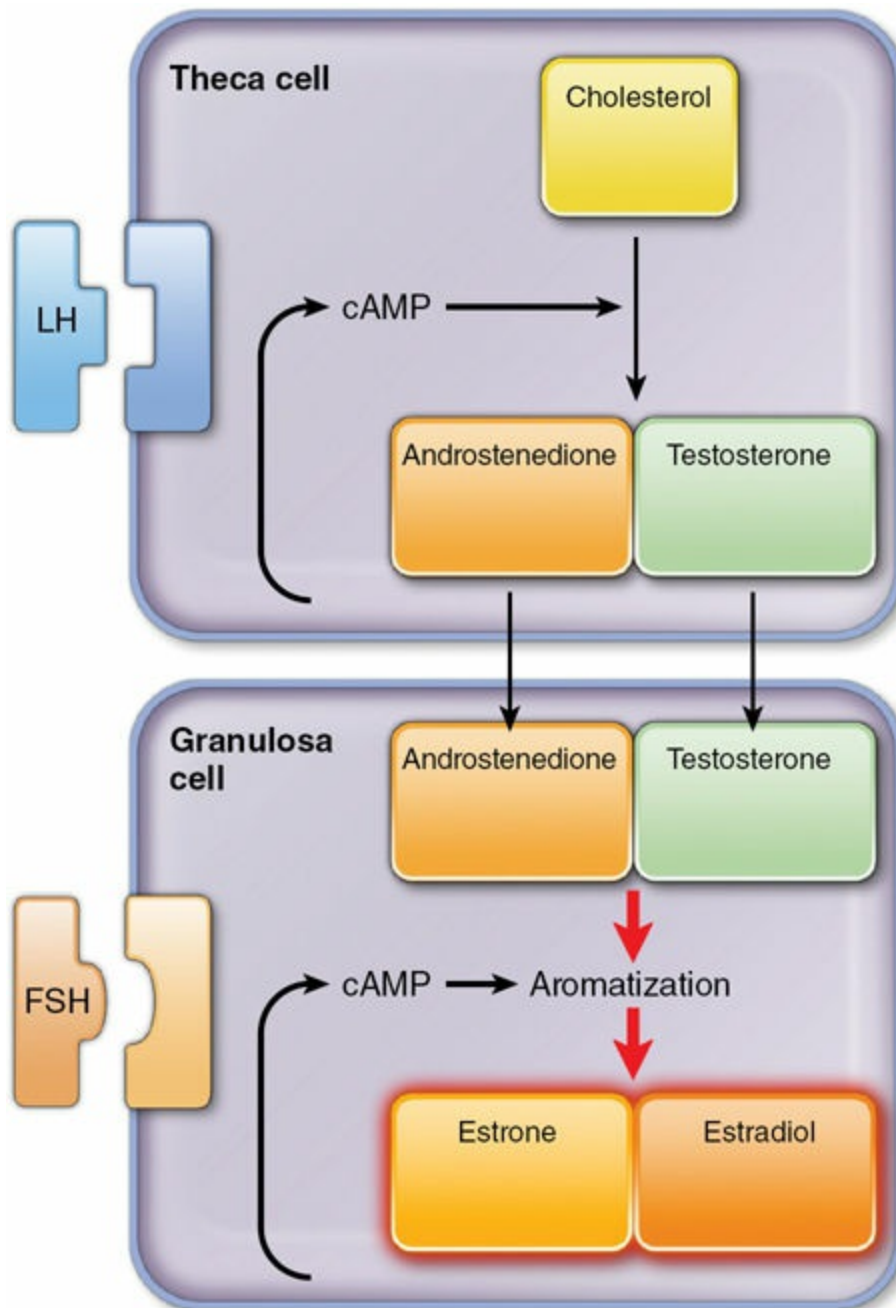 Theca cell
Cholesterol
LH
cAMP
Androstenedione
Testosterone
Granulosa
cell
Androstenedione
Testosterone
FSH
cAMP
Aromatization
Estrone
Estradiol